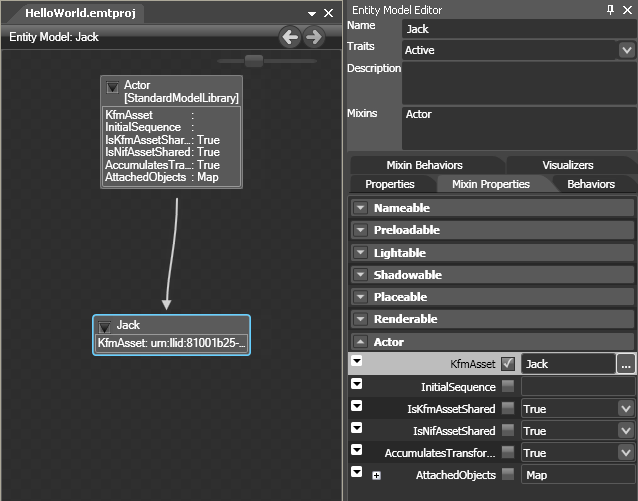 HelloWorld.emtproj
Entity Model: Jack
Actor
[StandardModelLibrary]
KfmAsset :
InitialSequence :
IsKfmAssetShar...: True
IsNifAssetShared: True
AccumulatesTra...: True
AttachedObjects : Map
Jack
KfmAsset: urn:llid:81001b25-...
Entity Model Editor
Name Jack
Traits Active
Description
Mixins Actor
Mixin Behaviors Visualizers
Properties Mixin Properties Behaviors
Nameable
Preloadable
Lightable
Shadowable
Placeable
Renderable
Actor
KfmAsset Jack ...
InitialSequence
IsKfmAssetShared True
IsNifAssetShared True
AccumulatesTransfor... True
AttachedObjects Map